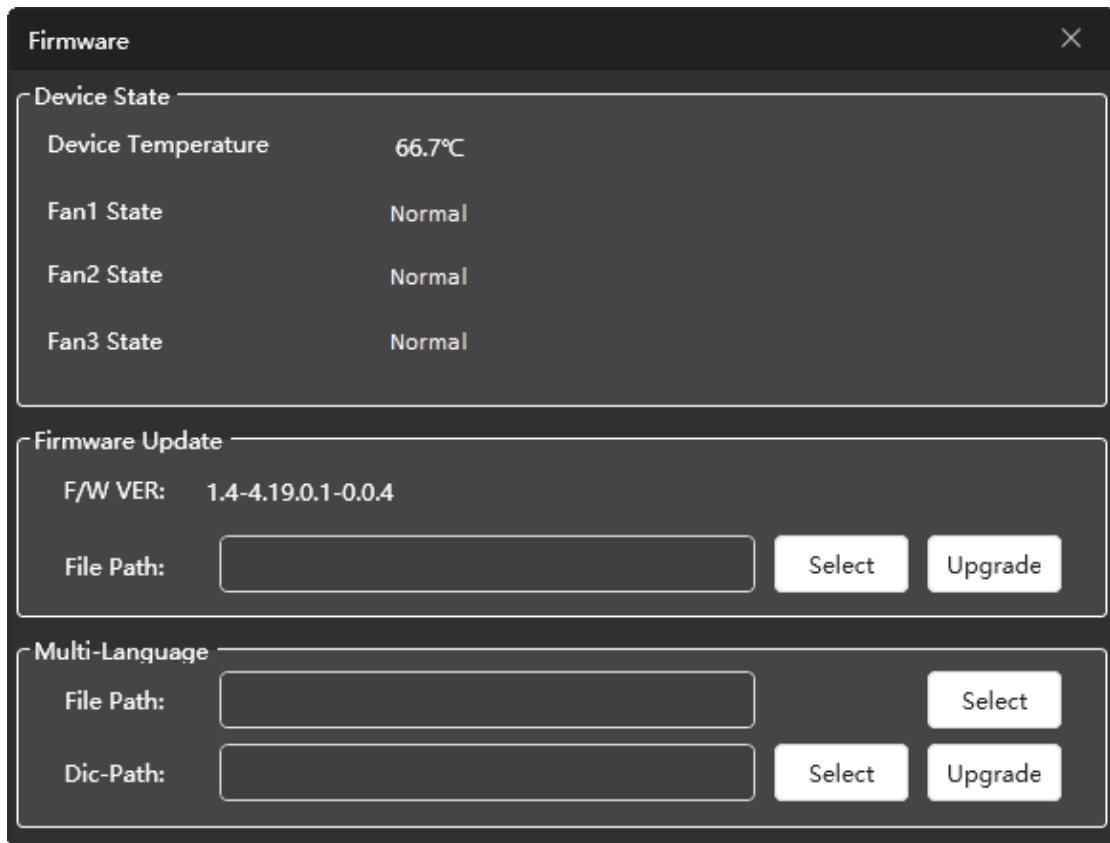 Firmware
Device State
Device Temperature 66.7℃
Fan1 State Normal
Fan2 State Normal
Fan3 State Normal
Firmware Update
F/W VER: 1.4-4.19.0.1-0.0.4
File Path: Select Upgrade
Multi-Language
File Path: Select
Dic-Path: Select Upgrade